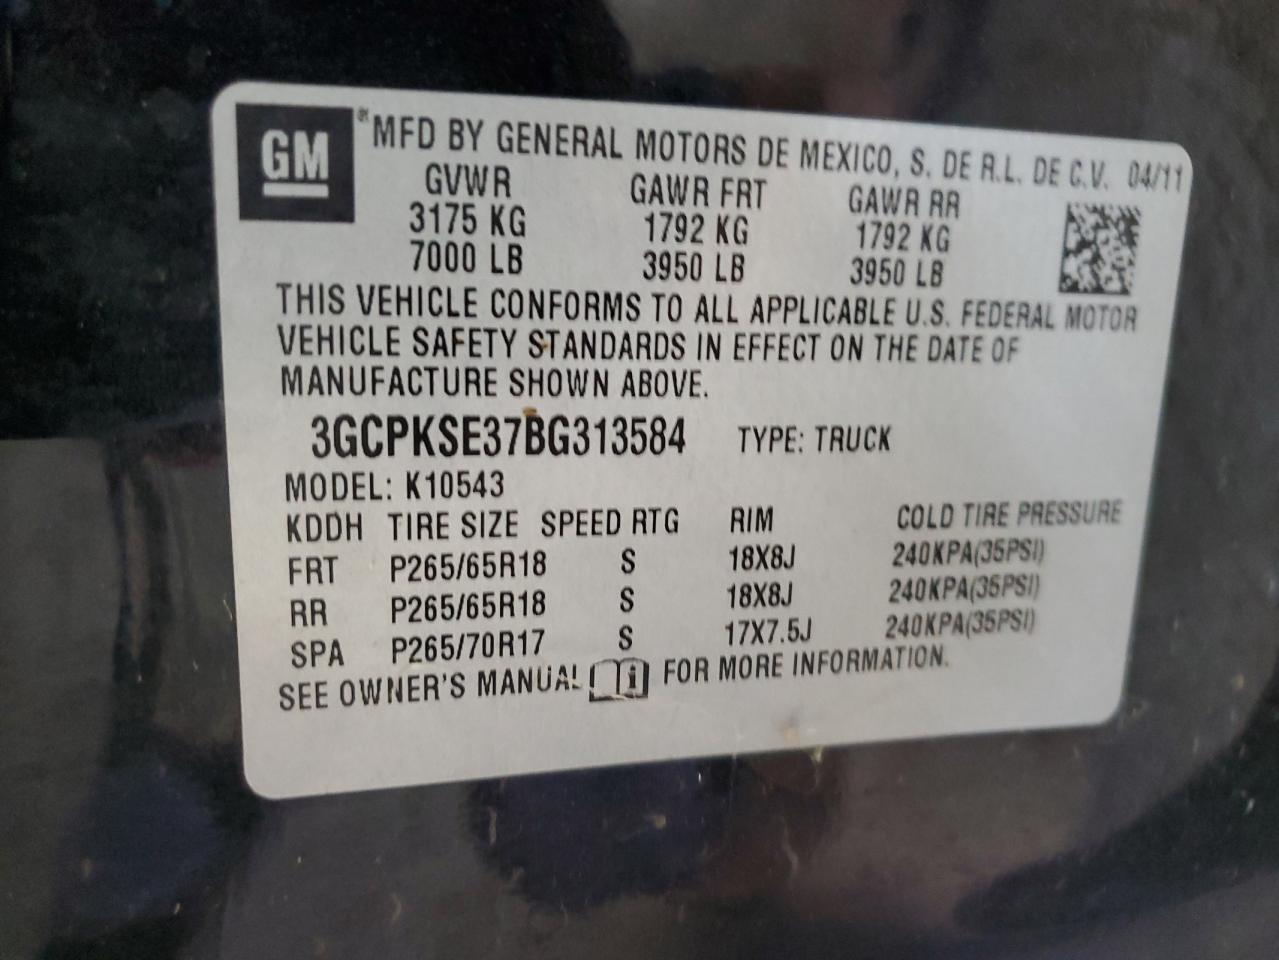 GM
MFD BY GENERAL MOTORS DE MEXICO, S. DE R.L. DE C.V. 04/11
GVWR GAWR FRT GAWR RR
3175 KG 1792 KG 1792 KG
7000 LB 3950 LB 3950 LB
THIS VEHICLE CONFORMS TO ALL APPLICABLE U.S. FEDERAL MOTOR
VEHICLE SAFETY STANDARDS IN EFFECT ON THE DATE OF
MANUFACTURE SHOWN ABOVE.
3GCPKSE37BG313584 TYPE: TRUCK
MODEL: K10543
KDDH TIRE SIZE SPEED RTG RIM COLD TIRE PRESSURE
FRT P265/65R18 S 18X8J 240KPA(35PSI)
RR P265/65R18 S 18X8J 240KPA(35PSI)
SPA P265/70R17 S 17X7.5J 240KPA(35PSI)
SEE OWNER'S MANUAL FOR MORE INFORMATION.